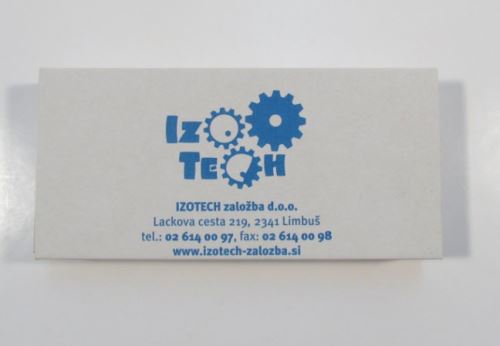 IZO
TECH
IZOTECH založba d.o.o.
Lackova cesta 219, 2341 Limbuš
tel.: 02 614 00 97, fax: 02 614 00 98
www.izotech-zalozba.si